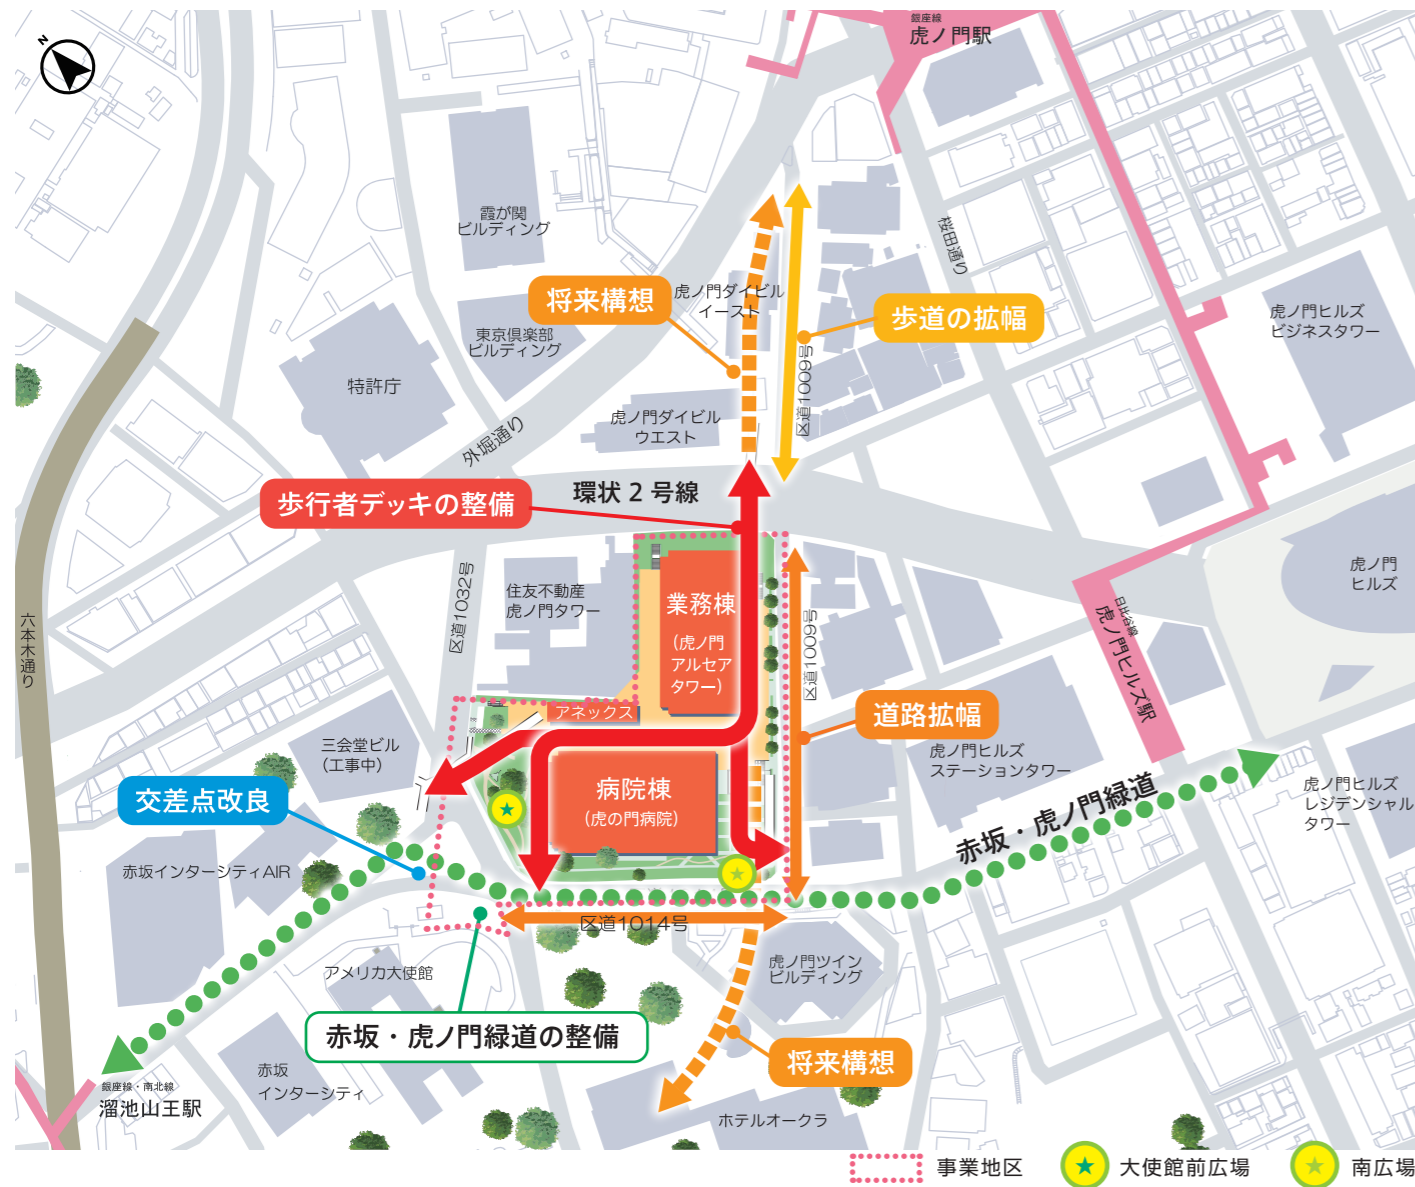 N
銀座線
虎ノ門駅
霞が関
ビルディング
桜田通り
将来構想
虎ノ門ダイビル
イースト
歩道の拡幅
虎ノ門ヒルズ
ビジネスタワー
東京倶楽部
ビルディング
特許庁
区道1009号
虎ノ門ダイビル
ウエスト
外堀通り
歩行者デッキの整備
環状 2 号線
虎ノ門
ヒルズ
住友不動産
虎ノ門タワー
区道1032号
業務棟
(虎ノ門
アルセア
タワー)
区道1009号
日比谷線
虎ノ門ヒルズ駅
六本木通り
アネックス
道路拡幅
三会堂ビル
(工事中)
虎ノ門ヒルズ
ステーションタワー
交差点改良
病院棟
(虎の門病院)
虎ノ門ヒルズ
レジデンシャル
タワー
赤坂・虎ノ門緑道
赤坂インターシティAIR
区道1014号
アメリカ大使館
虎ノ門ツイン
ビルディング
赤坂・虎ノ門緑道の整備
将来構想
赤坂
インターシティ
銀座線・南北線
溜池山王駅
ホテルオークラ
事業地区
大使館前広場
南広場